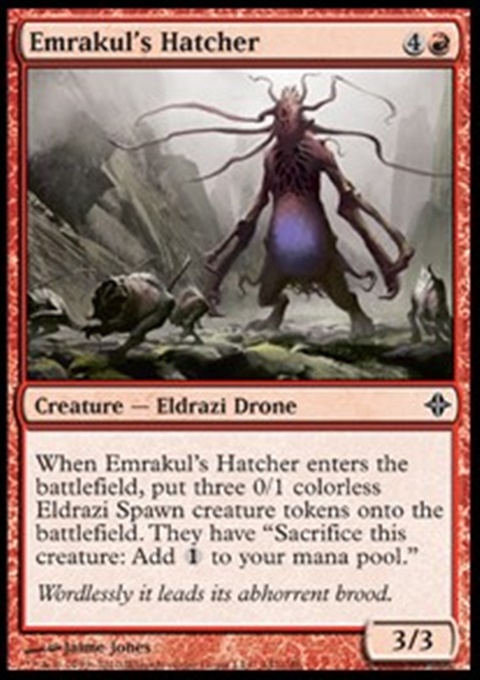 Emrakul's Hatcher 4
Creature — Eldrazi Drone
When Emrakul's Hatcher enters the
battlefield, put three 0/1 colorless
Eldrazi Spawn creature tokens onto the
battlefield. They have “Sacrifice this
creature: Add 1 to your mana pool.”
Wordlessly it leads its abhorrent brood.
Jaime Jones
3/3